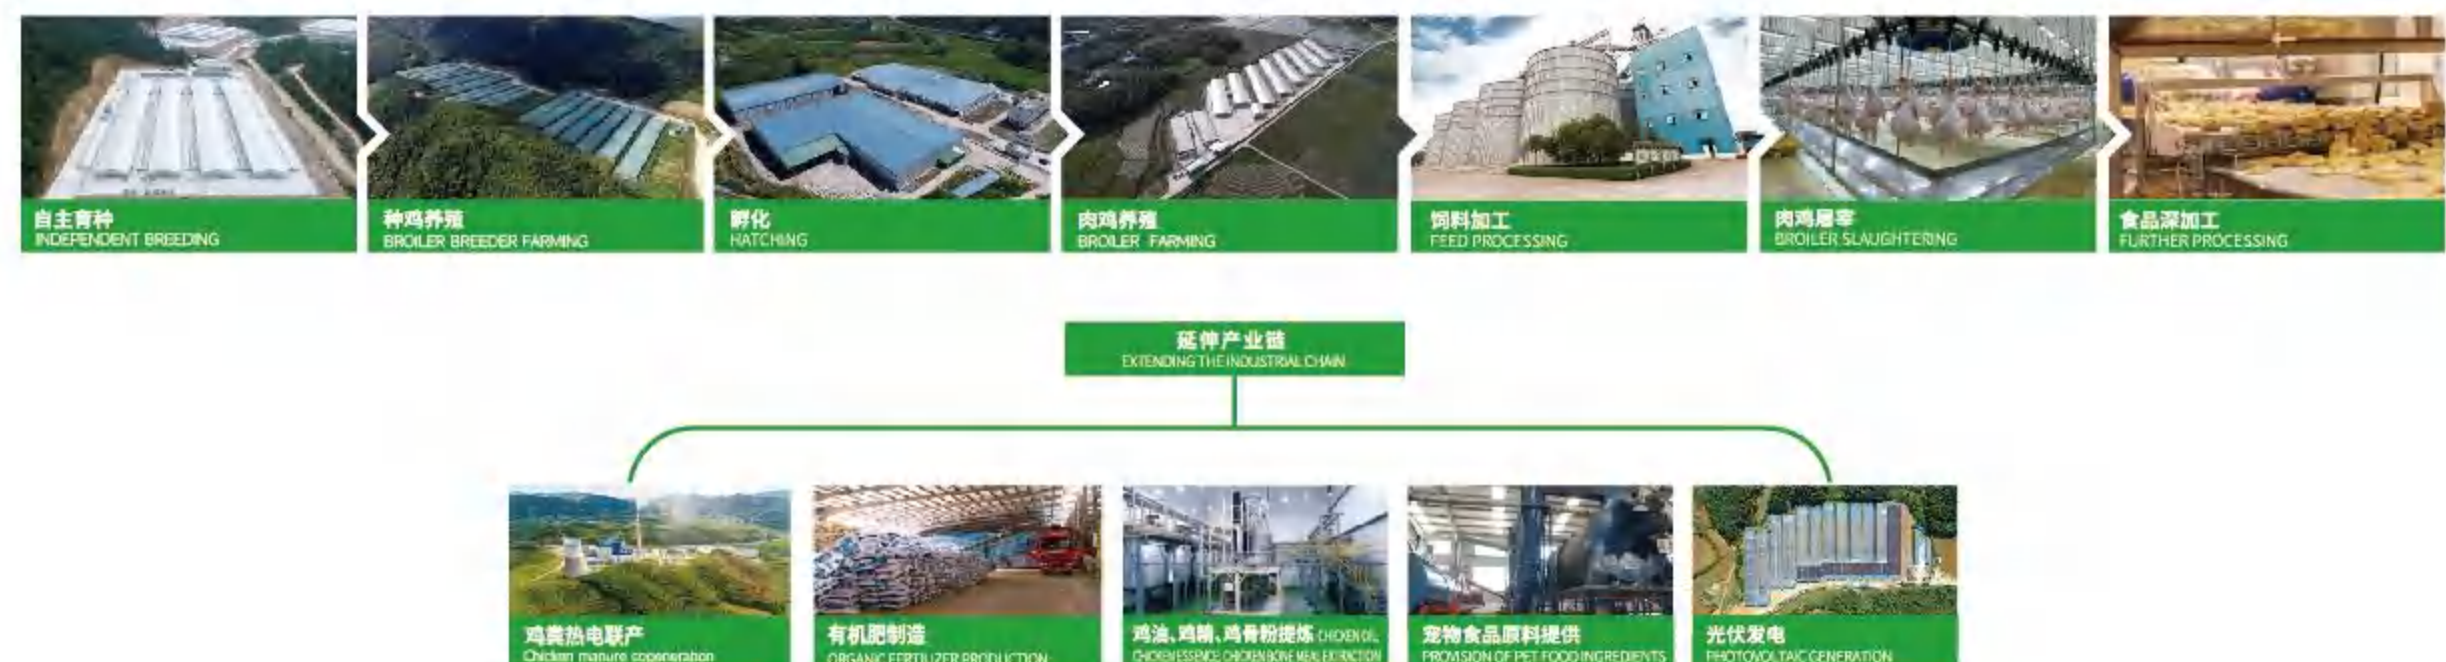 自主育种
INDEPENDENT BREEDING
种鸡养殖
BROILER BREEDER FARMING
孵化
HATCHING
肉鸡养殖
BROILER FARMING
饲料加工
FEED PROCESSING
肉鸡屠宰
BROILER SLAUGHTERING
食品深加工
FURTHER PROCESSING
延伸产业链
EXTENDING THE INDUSTRIAL CHAIN
鸡粪热电联产
Chicken manure cogeneration
有机肥制造
ORGANIC FERTILIZER PRODUCTION
鸡油、鸡精、鸡骨粉提炼 CHICKEN OIL,
CHICKEN ESSENCE, CHICKEN BONE MEAL EXTRACTION
宠物食品原料提供
PROVISION OF PET FOOD INGREDIENTS
光伏发电
PHOTOVOLTAIC GENERATION